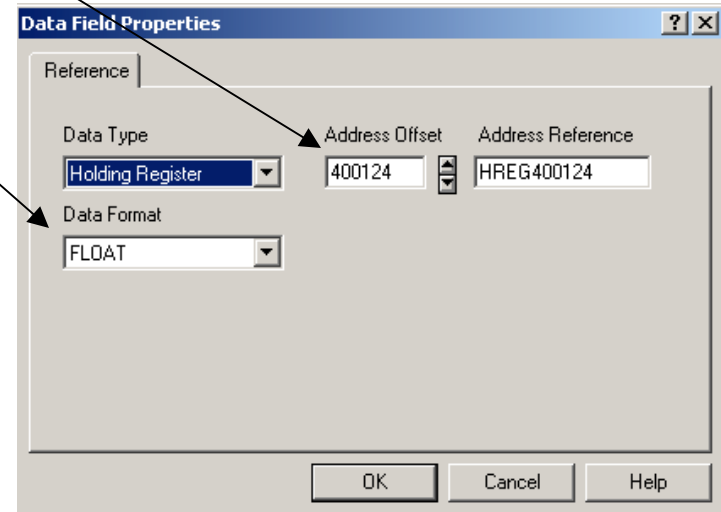 Data Field Properties
? X
Reference
Data Type
Address Offset
Address Reference
Holding Register
400124
HREG400124
Data Format
FLOAT
OK
Cancel
Help